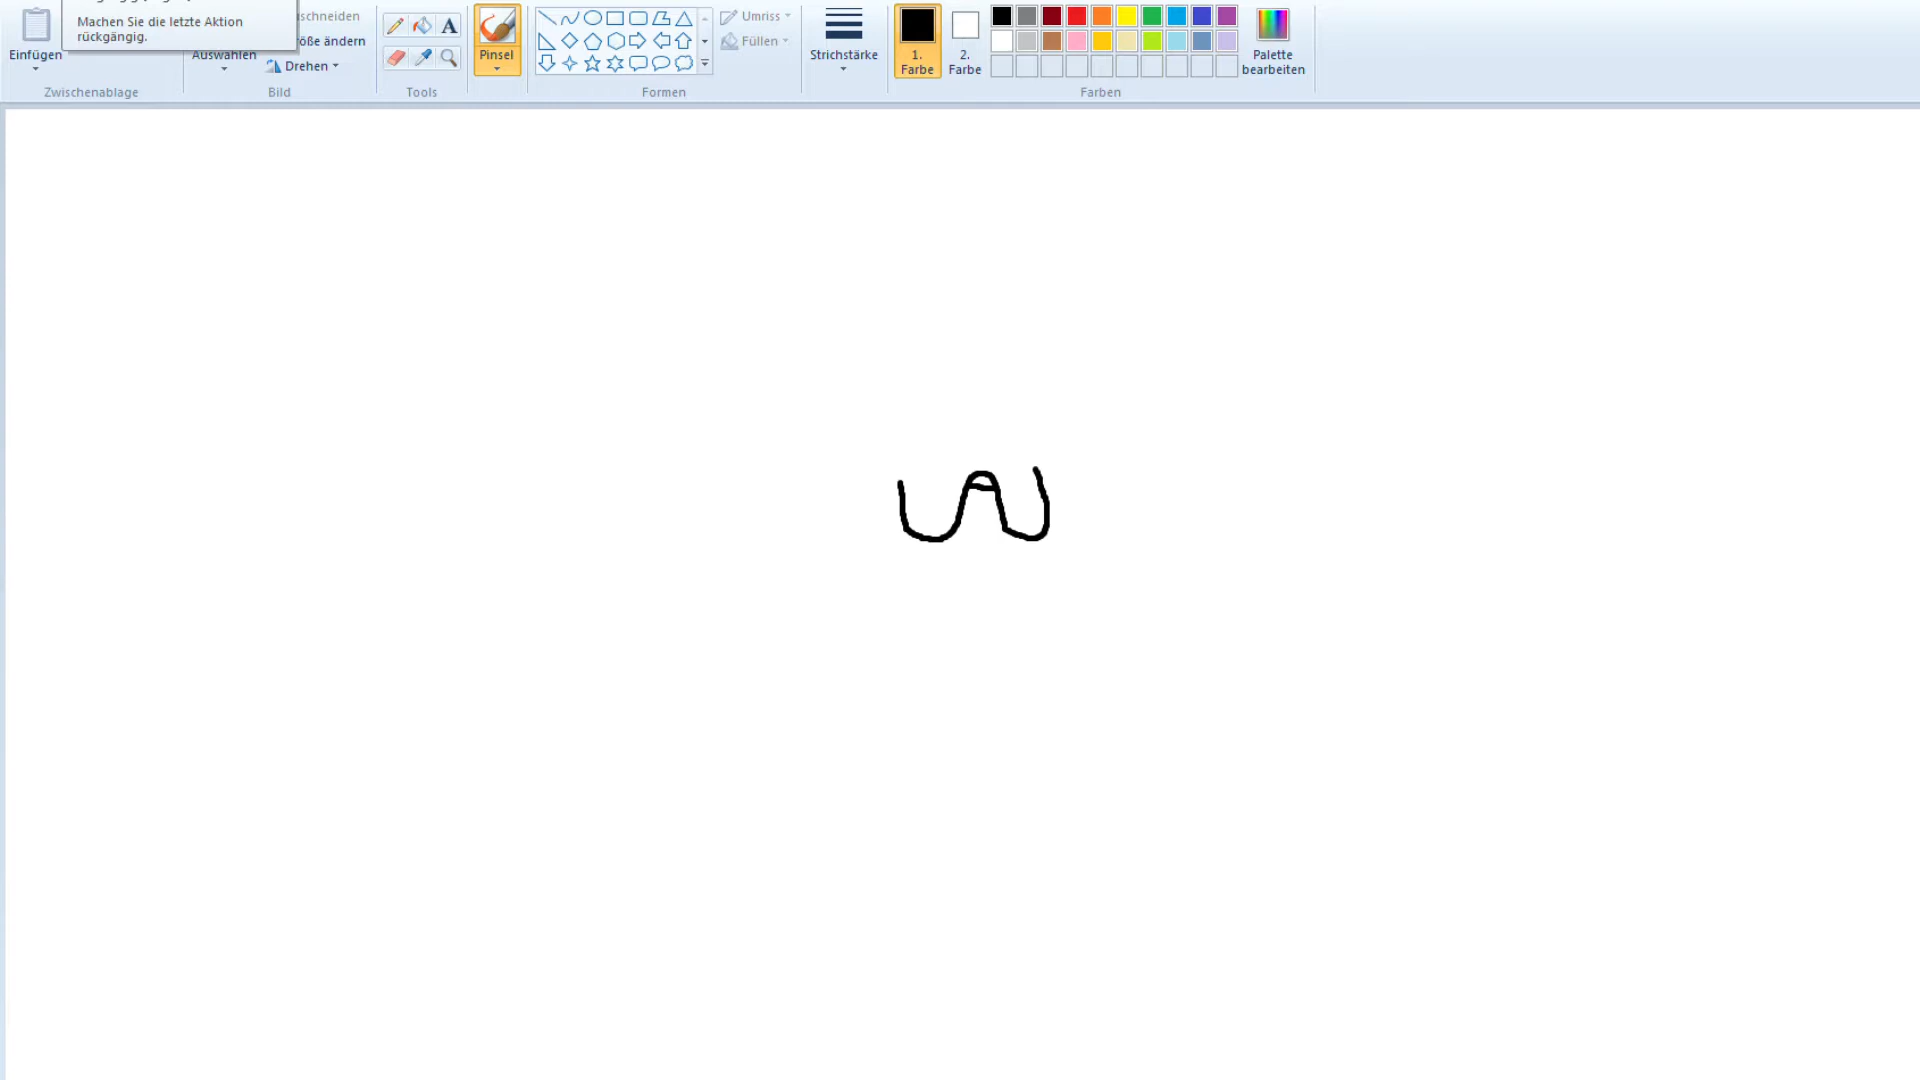 Machen Sie die letzte Aktion
rückgängig.
Einfügen
Zwischenablage
Auswählen
schneiden
öße ändern
Drehen
Bild
A
Tools
Pinsel
Formen
Umriss
Füllen
Strichstärke
1.
Farbe
2.
Farbe
Palette
bearbeiten
Farben